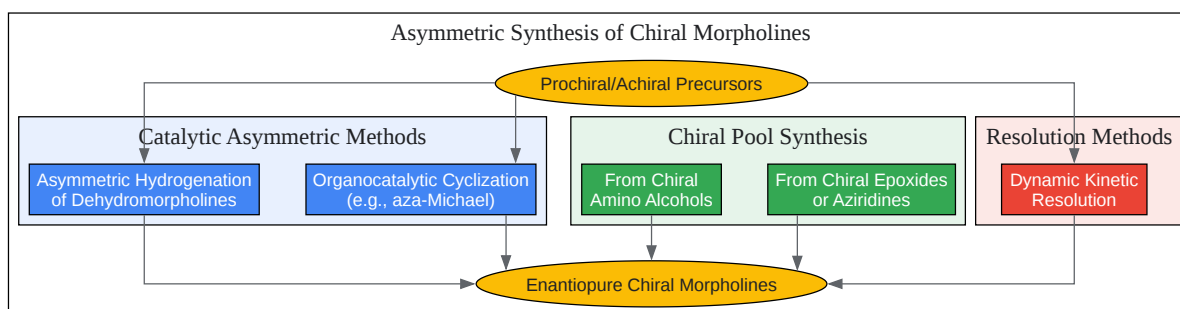 Asymmetric Synthesis of Chiral Morpholines
Prochiral/Achiral Precursors
Catalytic Asymmetric Methods
Asymmetric Hydrogenation
of Dehydromorpholines
Organocatalytic Cyclization
(e.g., aza-Michael)
Chiral Pool Synthesis
From Chiral
Amino Alcohols
From Chiral Epoxides
or Aziridines
Resolution Methods
Dynamic Kinetic
Resolution
Enantiopure Chiral Morpholines